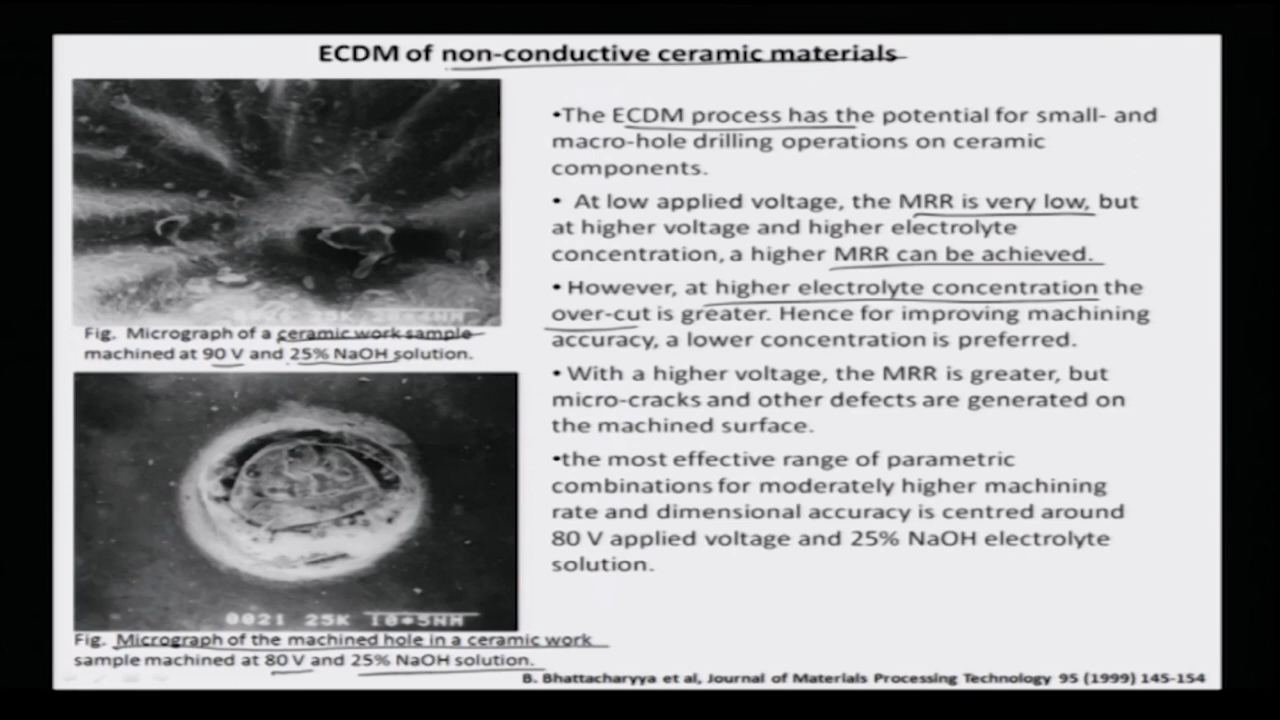 ECDM of non-conductive ceramic materials
Fig. Micrograph of a ceramic work sample
machined at 90 V and 25% NaOH solution.
0021 25K
Fig. Micrograph of the machined hole in a ceramic work
sample machined at 80 V and 25% NaOH solution.
•The ECDM process has the potential for small- and
macro-hole drilling operations on ceramic
components.
• At low applied voltage, the MRR is very low, but
at higher voltage and higher electrolyte
concentration, a higher MRR can be achieved.
• However, at higher electrolyte concentration the
over-cut is greater. Hence for improving machining
accuracy, a lower concentration is preferred.
• With a higher voltage, the MRR is greater, but
micro-cracks and other defects are generated on
the machined surface.
•the most effective range of parametric
combinations for moderately higher machining
rate and dimensional accuracy is centred around
80 V applied voltage and 25% NaOH electrolyte
solution.
B. Bhattacharyya et al, Journal of Materials Processing Technology 95 (1999) 145-154